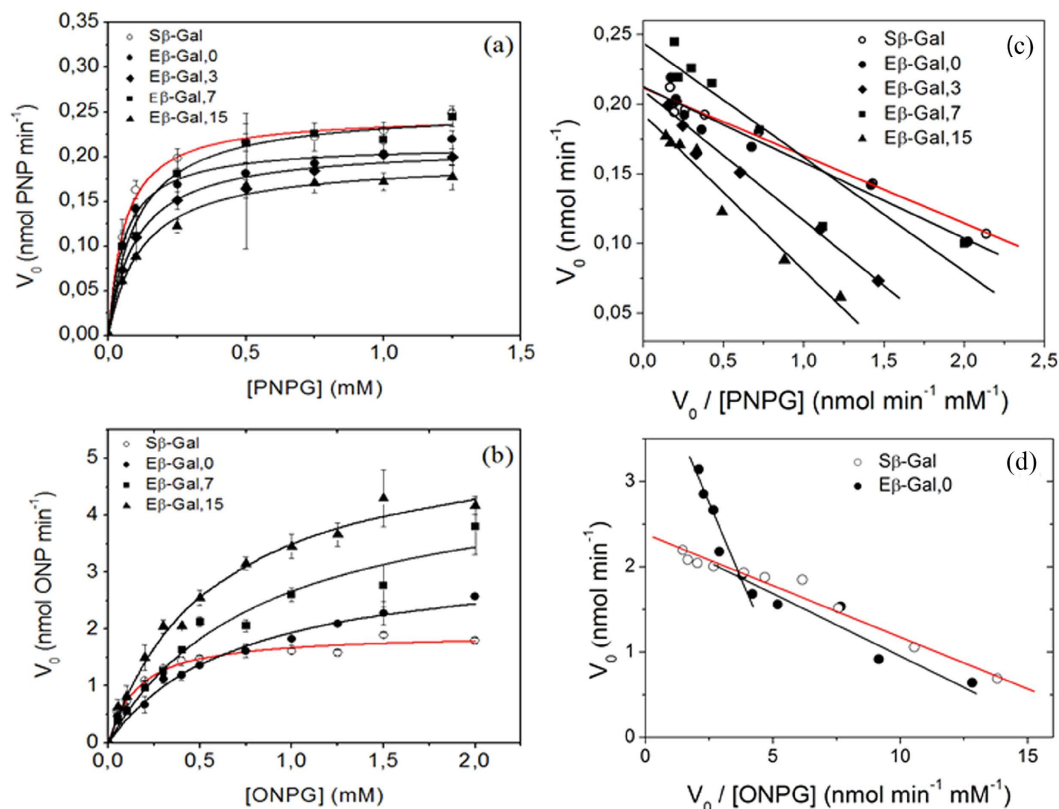 (a)
Sβ-Gal
Eβ-Gal,0
Eβ-Gal,3
Eβ-Gal,7
Eβ-Gal,15
0,35
0,30
0,25
0,20
0,15
0,10
0,05
0,00
V0 (nmol PNP min-1)
0,0 0,5 1,0 1,5
[PNPG] (mM)
(c)
Sβ-Gal
Eβ-Gal,0
Eβ-Gal,3
Eβ-Gal,7
Eβ-Gal,15
0,25
0,20
0,15
0,10
0,05
V0 (nmol min-1)
0,0 0,5 1,0 1,5 2,0 2,5
V0 / [PNPG] (nmol min-1 mM-1)
(b)
Sβ-Gal
Eβ-Gal,0
Eβ-Gal,7
Eβ-Gal,15
5
4
3
2
1
0
V0 (nmol ONP min-1)
0,0 0,5 1,0 1,5 2,0
[ONPG] (mM)
(d)
Sβ-Gal
Eβ-Gal,0
3
2
1
0
V0 (nmol min-1)
0 5 10 15
V0 / [ONPG] (nmol min-1 mM-1)